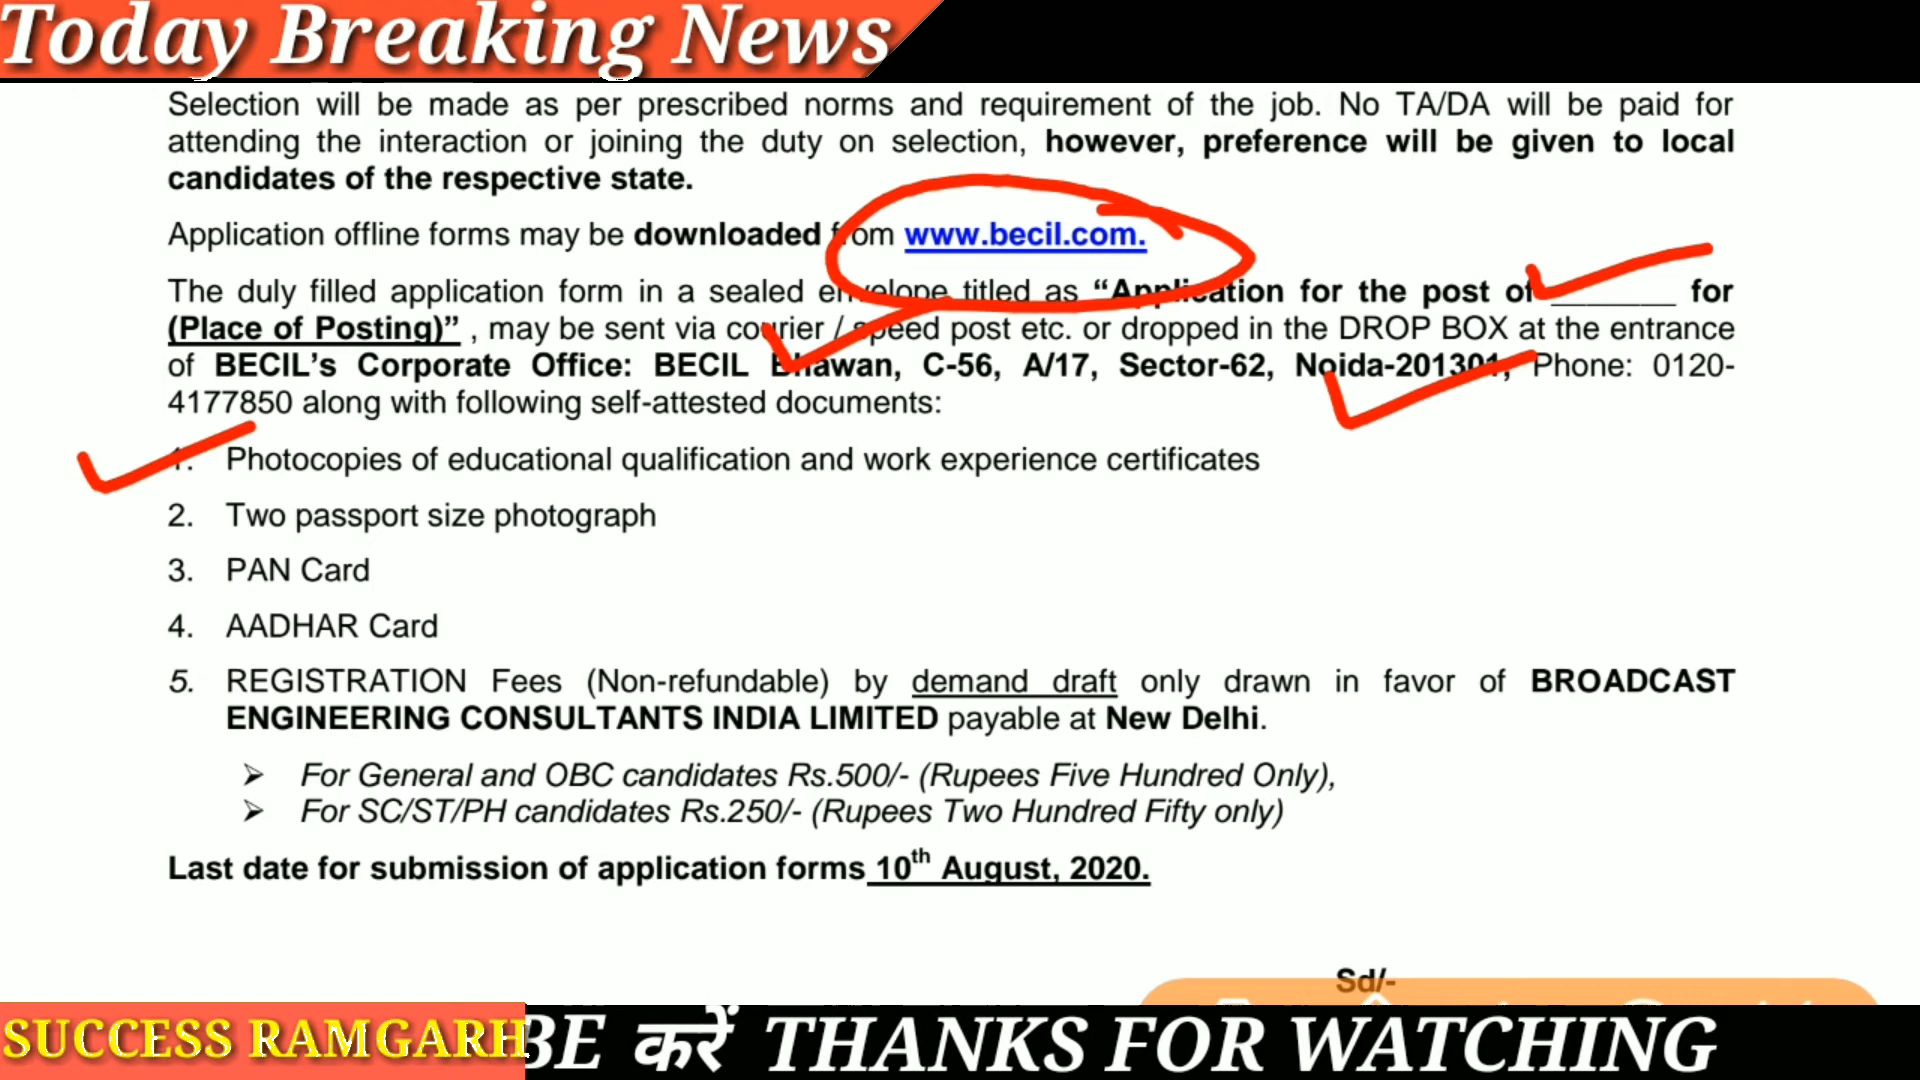 Today Breaking News
Selection will be made as per prescribed norms and requirement of the job. No TA/DA will be paid for
attending the interaction or joining the duty on selection, however, preference will be given to local
candidates of the respective state.
Application offline forms may be downloaded from www.becil.com.
The duly filled application form in a sealed envelope titled as “Application for the post of _______ for
(Place of Posting)” , may be sent via courier / speed post etc. or dropped in the DROP BOX at the entrance
of BECIL’s Corporate Office: BECIL Bhawan, C-56, A/17, Sector-62, Noida-201301, Phone: 0120-
4177850 along with following self-attested documents:
1. Photocopies of educational qualification and work experience certificates
2. Two passport size photograph
3. PAN Card
4. AADHAR Card
5. REGISTRATION Fees (Non-refundable) by demand draft only drawn in favor of BROADCAST
ENGINEERING CONSULTANTS INDIA LIMITED payable at New Delhi.
➢ For General and OBC candidates Rs.500/- (Rupees Five Hundred Only),
➢ For SC/ST/PH candidates Rs.250/- (Rupees Two Hundred Fifty only)
Last date for submission of application forms 10th August, 2020.
Sd/-
SUCCESS RAMGARH BE करें THANKS FOR WATCHING